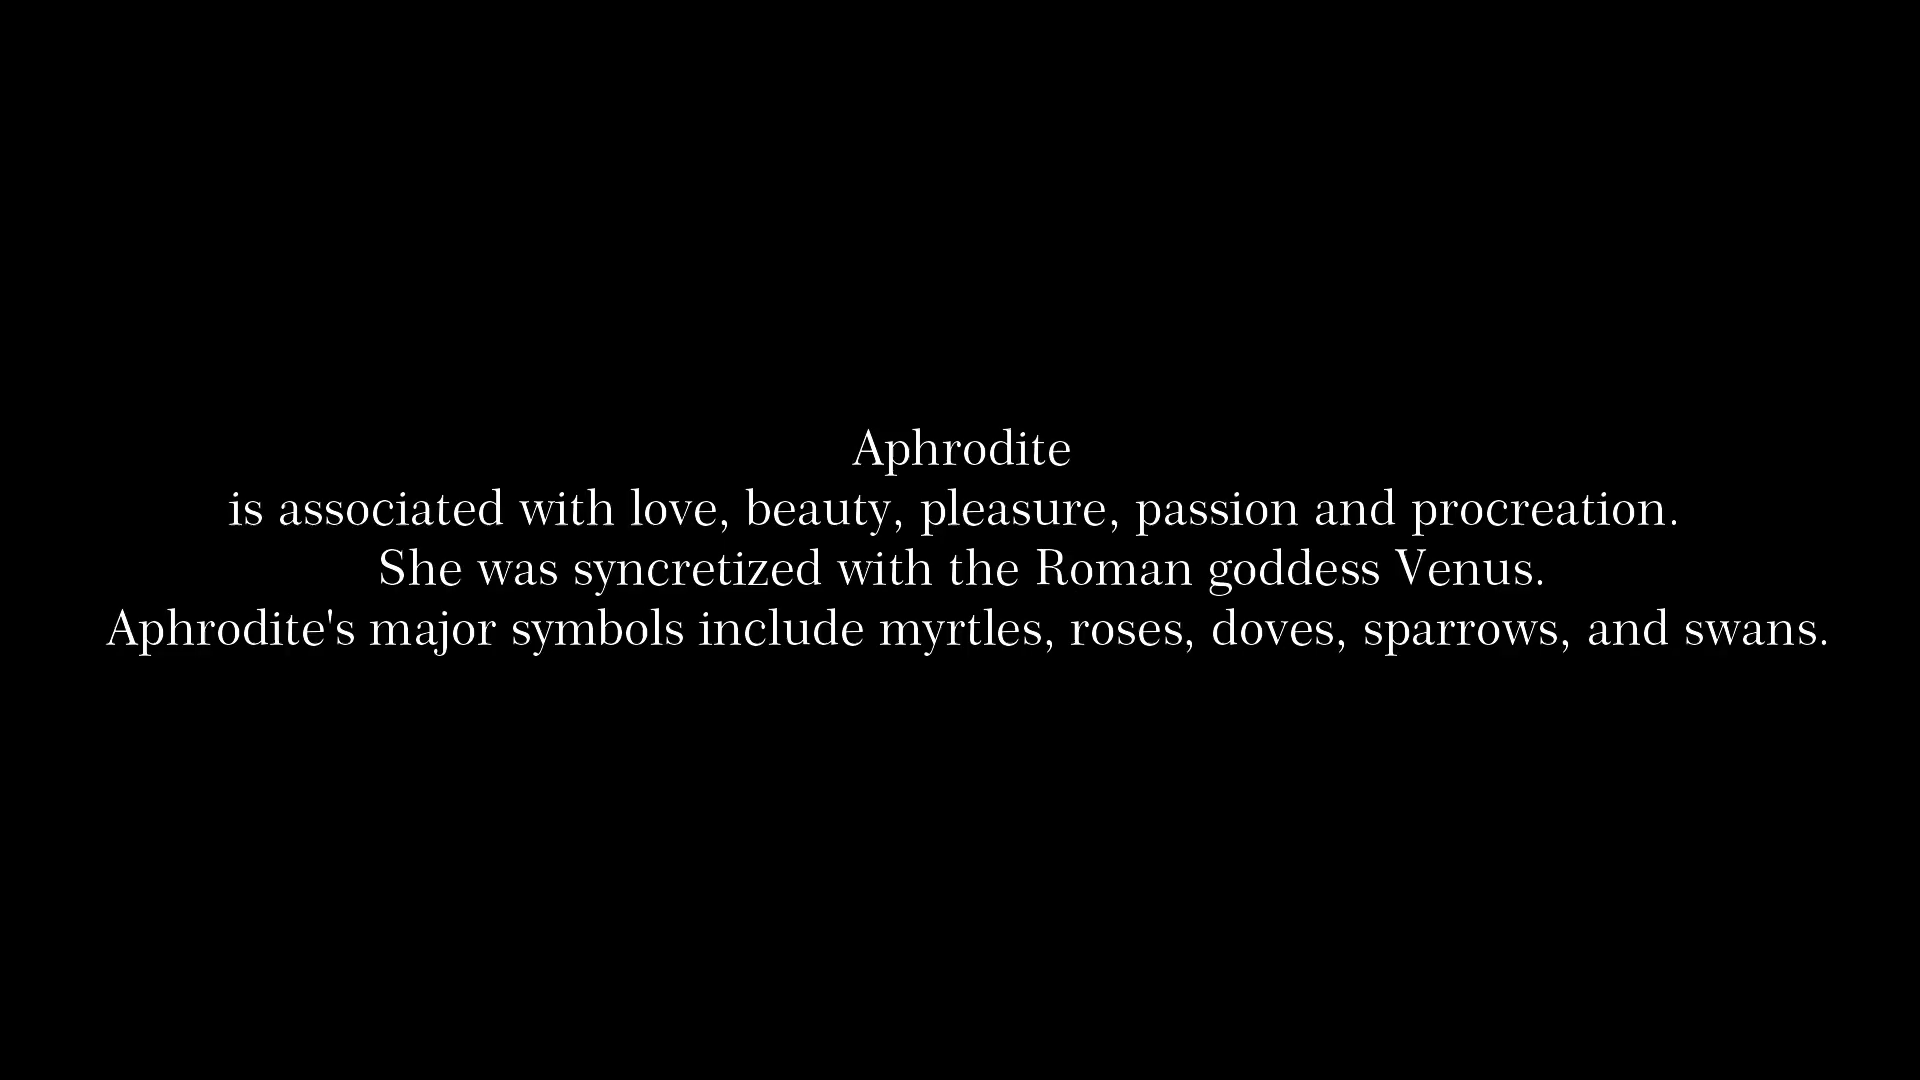 Aphrodite
is associated with love, beauty, pleasure, passion and procreation.
She was syncretized with the Roman goddess Venus.
Aphrodite's major symbols include myrtles, roses, doves, sparrows, and swans.